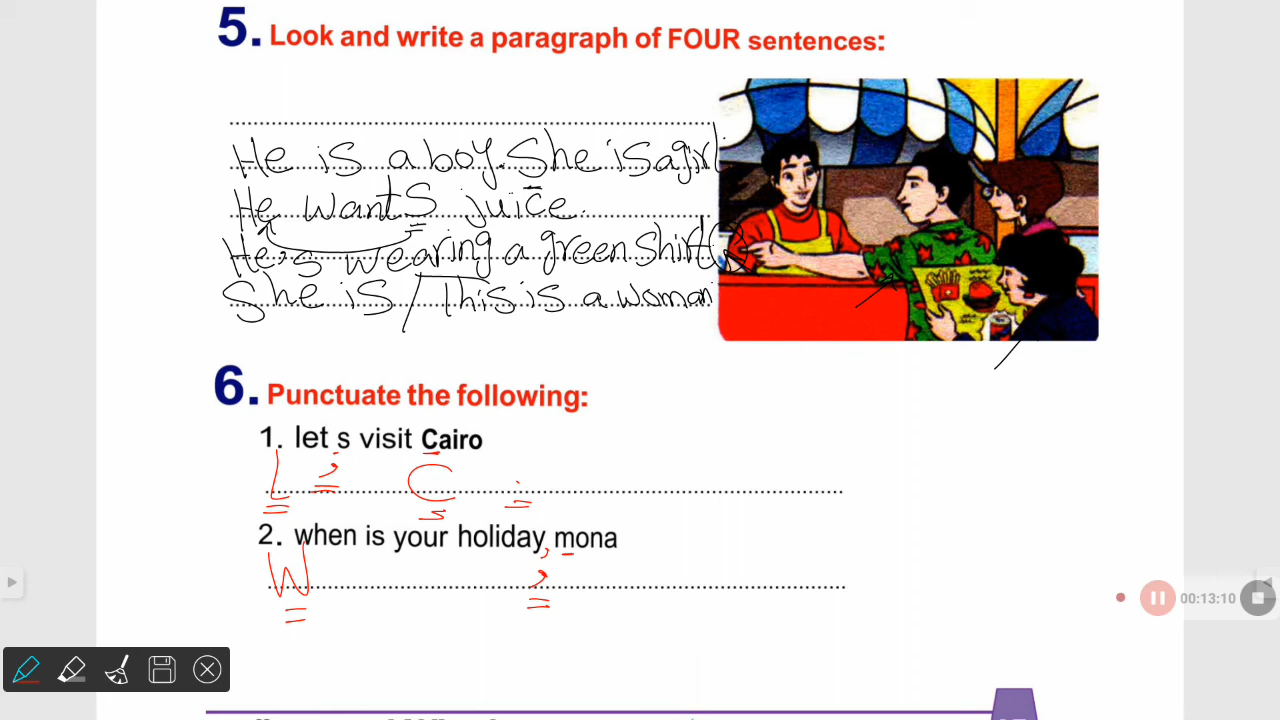 5. Look and write a paragraph of FOUR sentences:
He is a boy. She is a girl
He wants juice.
He's wearing a green shirt
She is / This is a woman
6. Punctuate the following:
1. let s visit Cairo
L ' C .
2. when is your holiday, mona
W ,
00:13:10